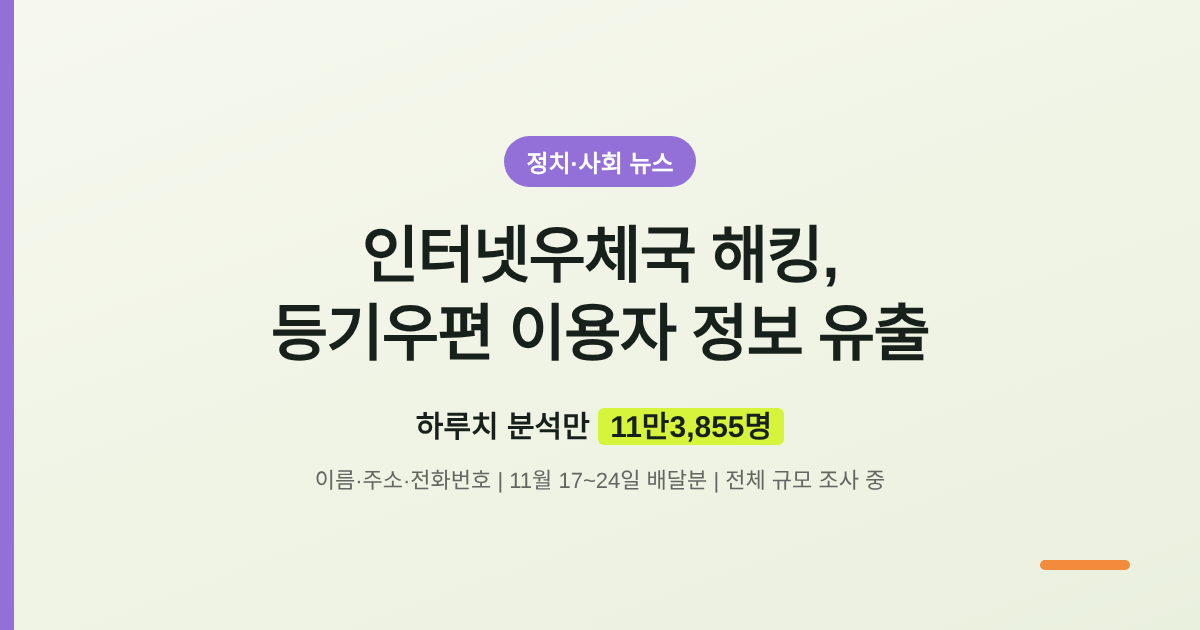 정치·사회 뉴스
인터넷우체국 해킹,
등기우편 이용자 정보 유출
하루치 분석만 11만3,855명
이름·주소·전화번호 | 11월 17~24일 배달분 | 전체 규모 조사 중